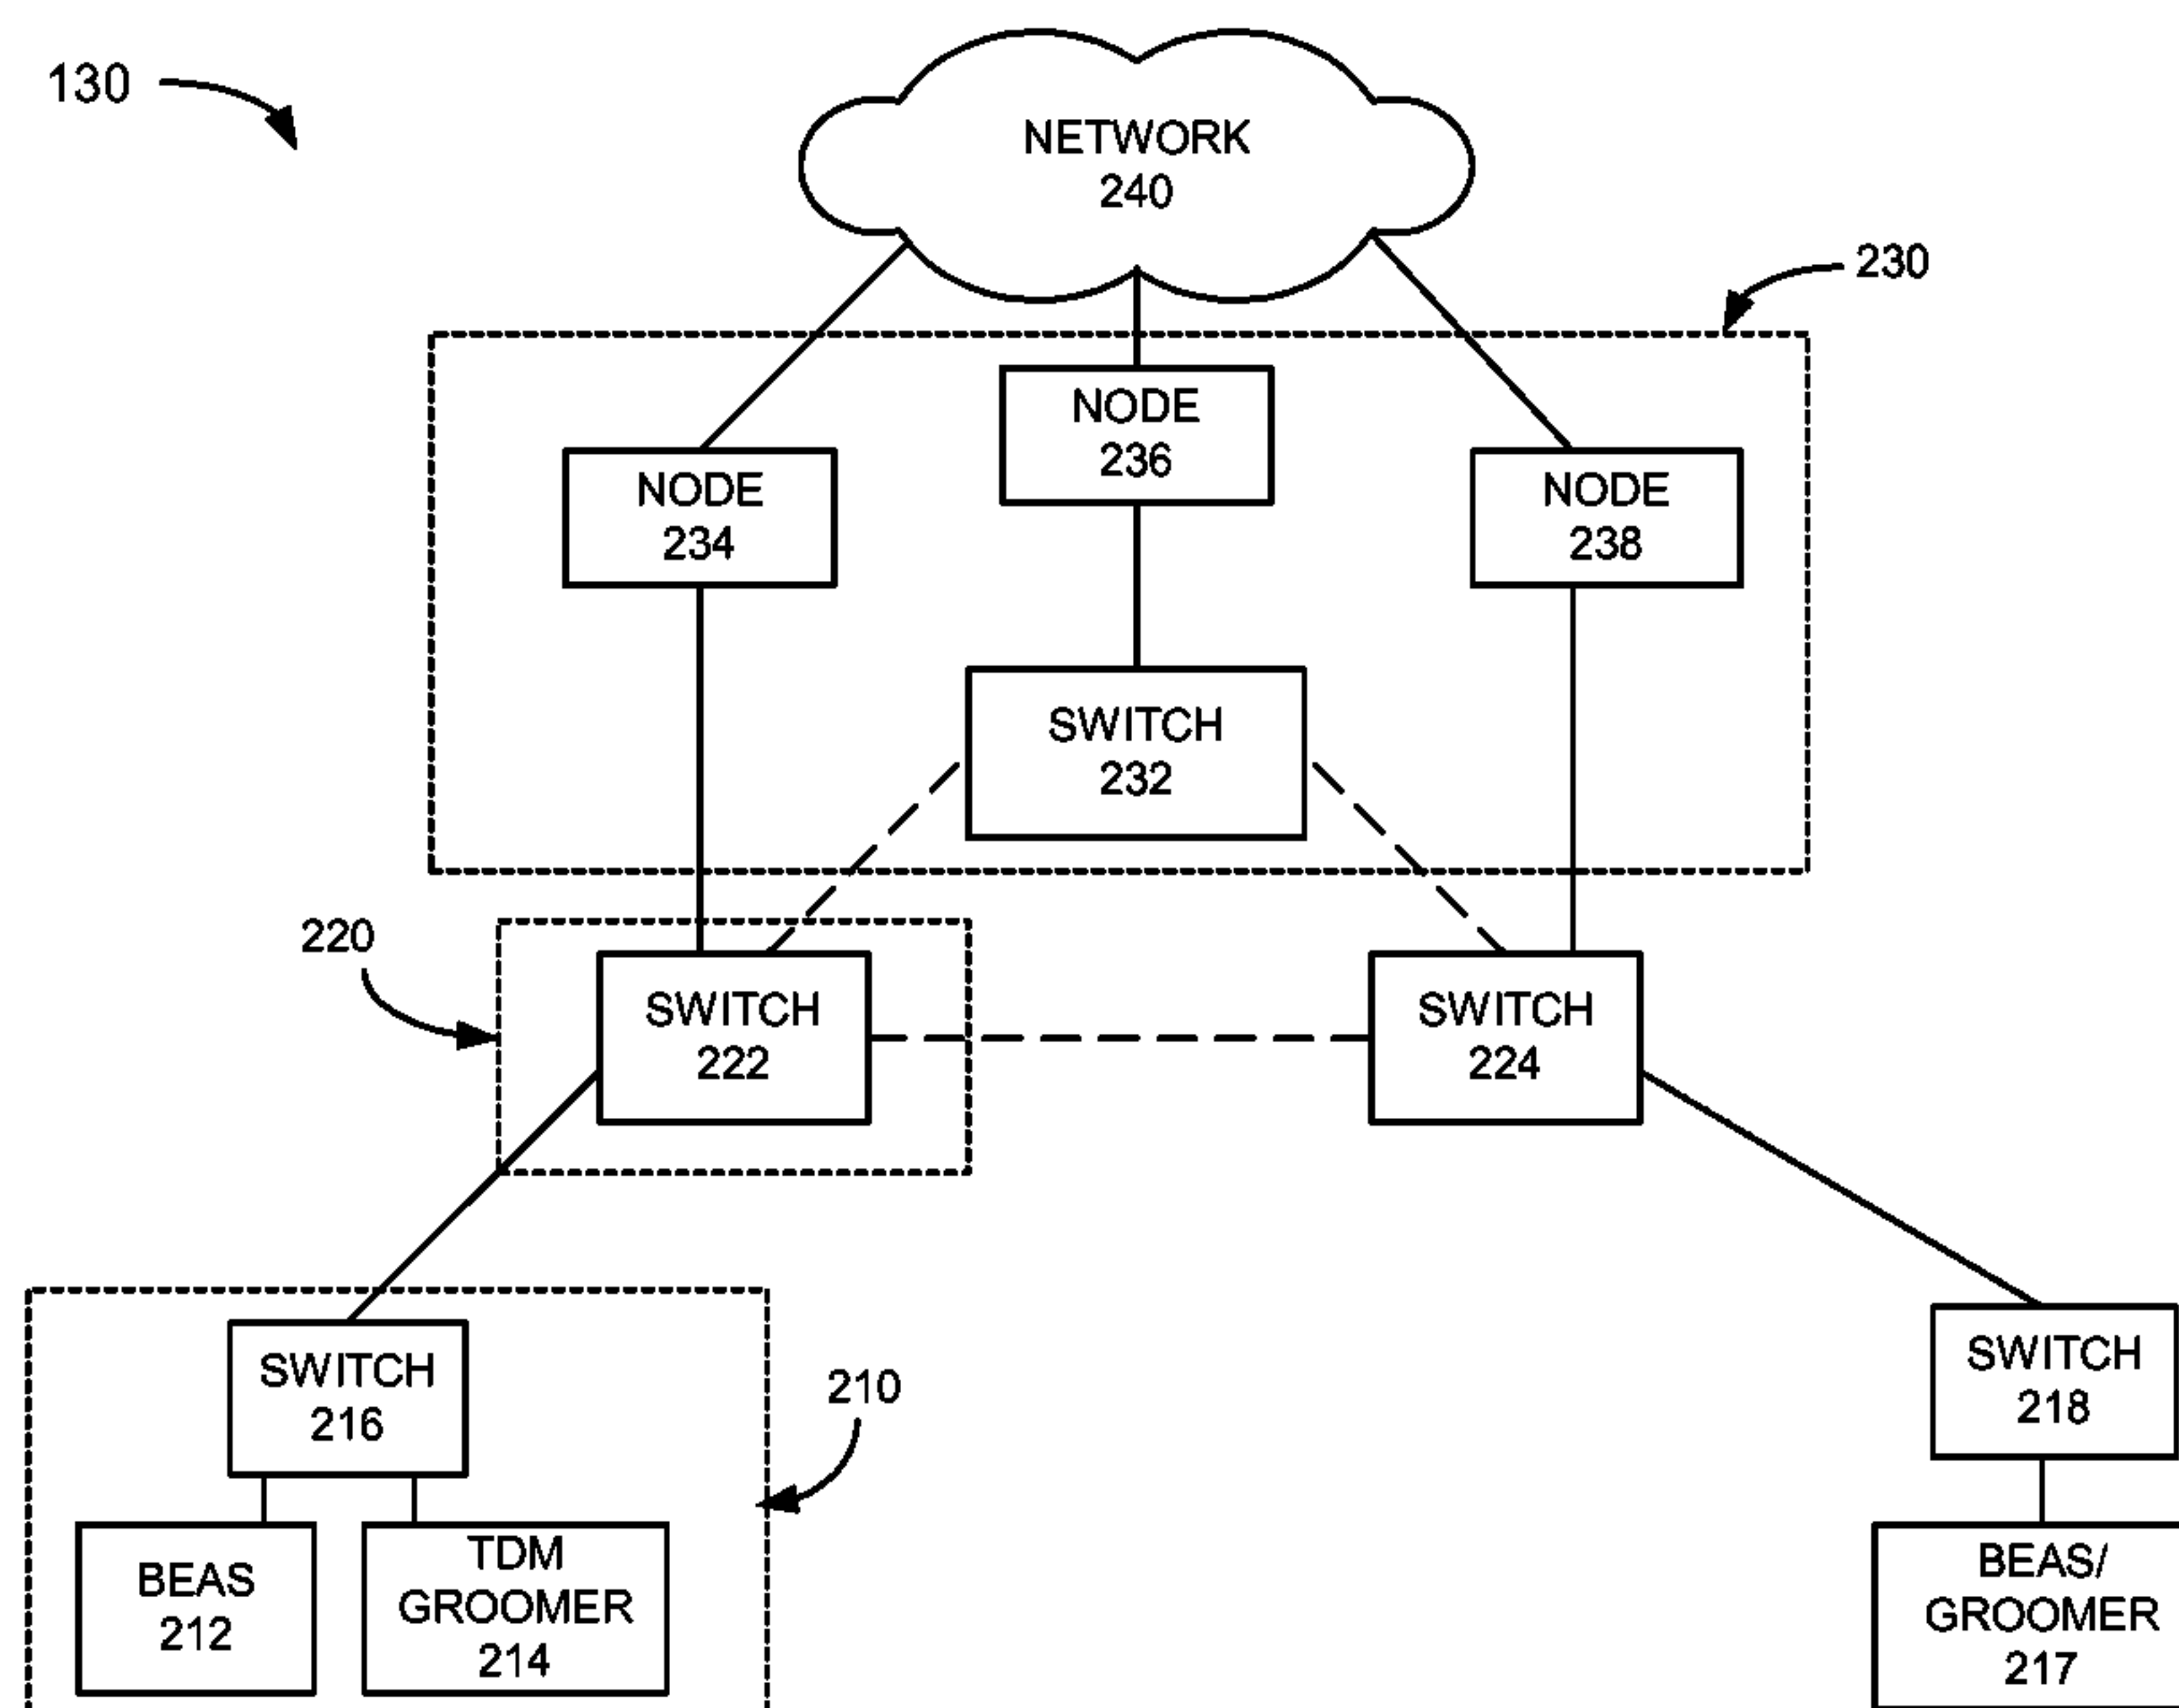 130
NETWORK
240
230
NODE
236
NODE
234
NODE
238
SWITCH
232
220
SWITCH
222
SWITCH
224
SWITCH
216
210
SWITCH
218
BEAS
212
TDM
GROOMER
214
BEAS/
GROOMER
217